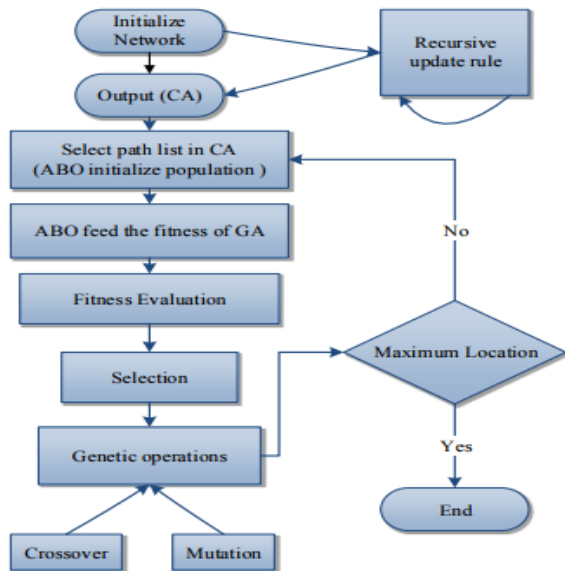 Initialize
Network
Recursive
update rule
Output (CA)
Select path list in CA
(ABO initialize population )
ABO feed the fitness of GA
No
Fitness Evaluation
Maximum Location
Selection
Genetic operations
Yes
End
Crossover
Mutation